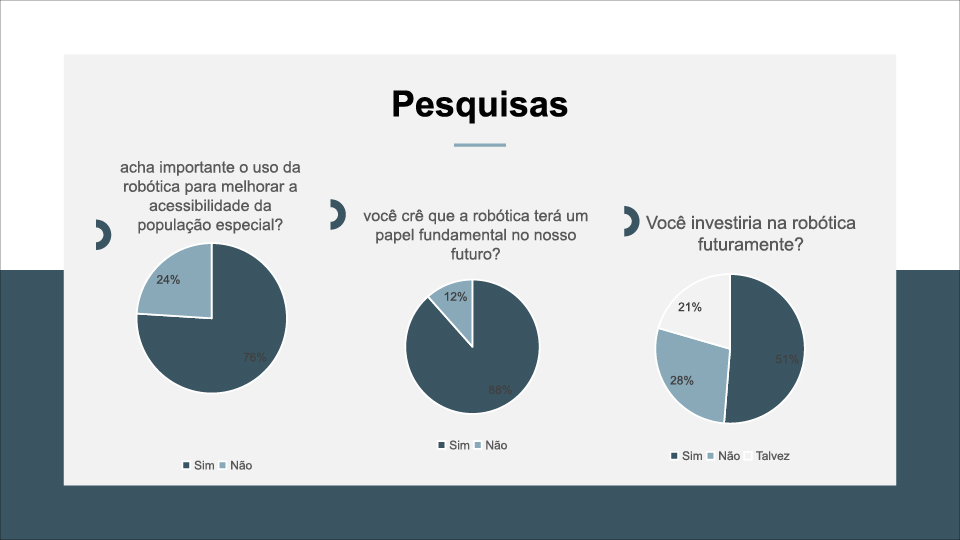 Pesquisas
acha importante o uso da
robótica para melhorar a
acessibilidade da
população especial?
24%
76%
Sim Não
você crê que a robótica terá um
papel fundamental no nosso
futuro?
12%
88%
Sim Não
Você investiria na robótica
futuramente?
21%
51%
28%
Sim Não Talvez